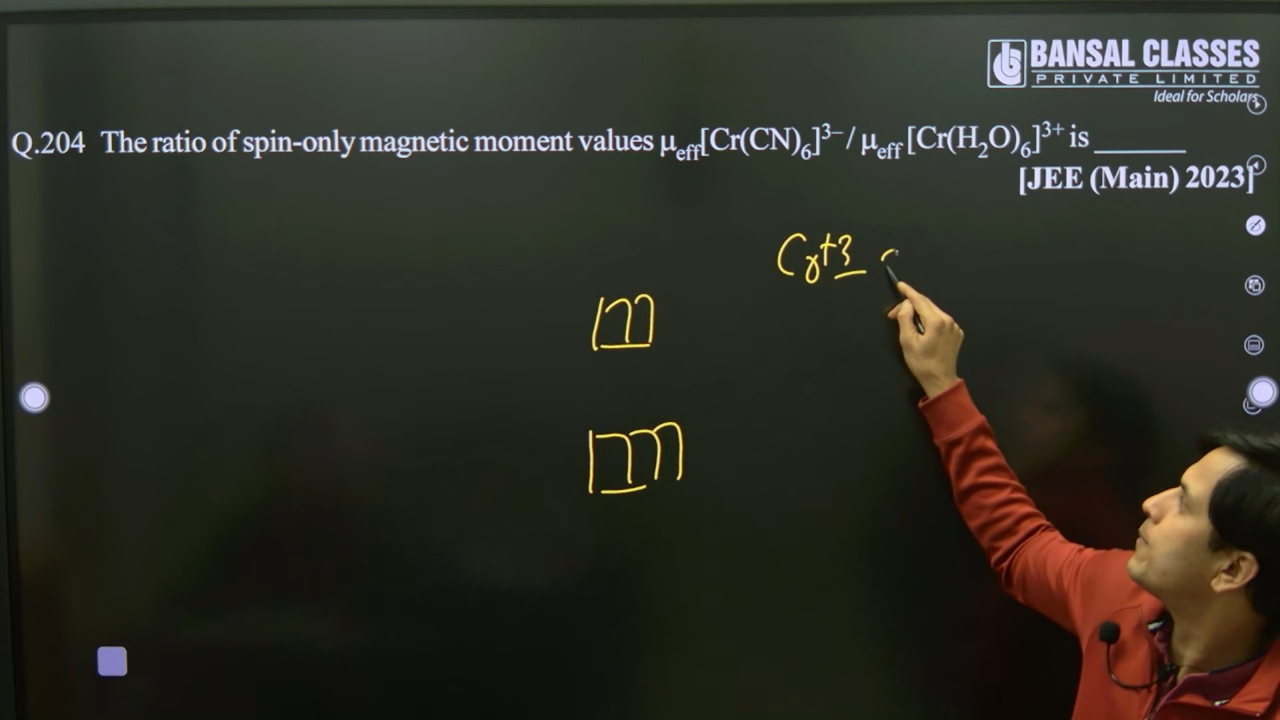 BANSAL CLASSES
PRIVATE LIMITED
Ideal for Scholars
Q.204 The ratio of spin-only magnetic moment values μeff[Cr(CN)₆]³⁻ / μeff [Cr(H₂O)₆]³⁺ is ______
[JEE (Main) 2023]
Cr+3